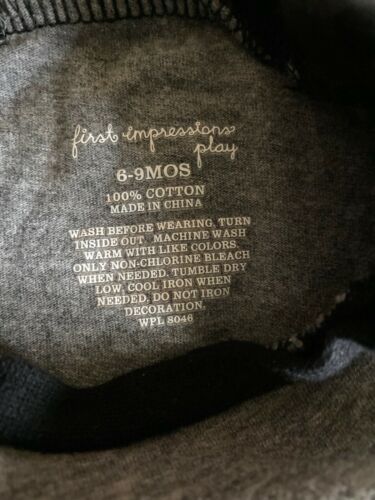 first impressions
play
6-9MOS
100% COTTON
MADE IN CHINA
WASH BEFORE WEARING, TURN
INSIDE OUT. MACHINE WASH
WARM WITH LIKE COLORS.
ONLY NON-CHLORINE BLEACH
WHEN NEEDED. TUMBLE DRY
LOW, COOL IRON WHEN
NEEDED, DO NOT IRON
DECORATION.
WPL 8046